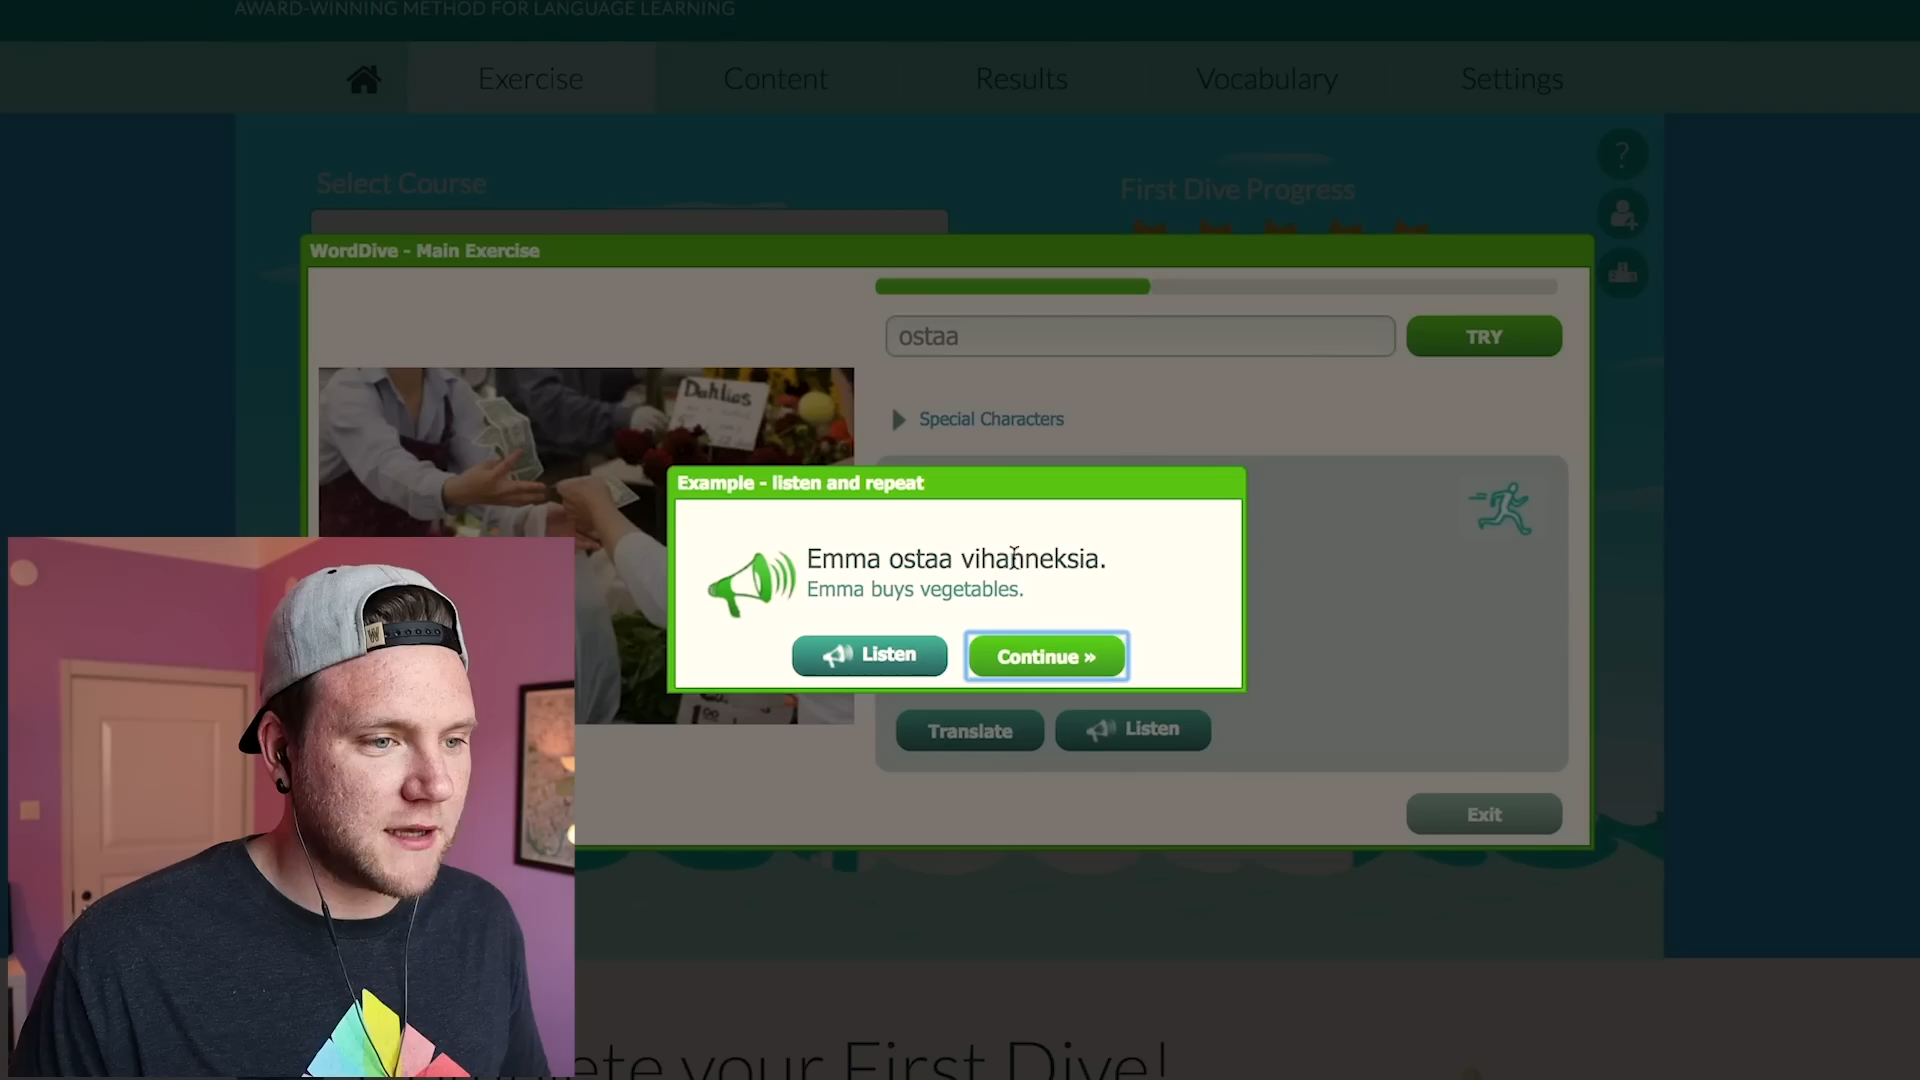 AWARD-WINNING METHOD FOR LANGUAGE LEARNING
Exercise
Content
Results
Vocabulary
Settings
Select Course
First Dive Progress
?
WordDive - Main Exercise
ostaa
TRY
Special Characters
Dahlias
Example - listen and repeat
Emma ostaa vihanneksia.
Emma buys vegetables.
Listen
Continue »
Translate
Listen
Exit
W
your First Dive!